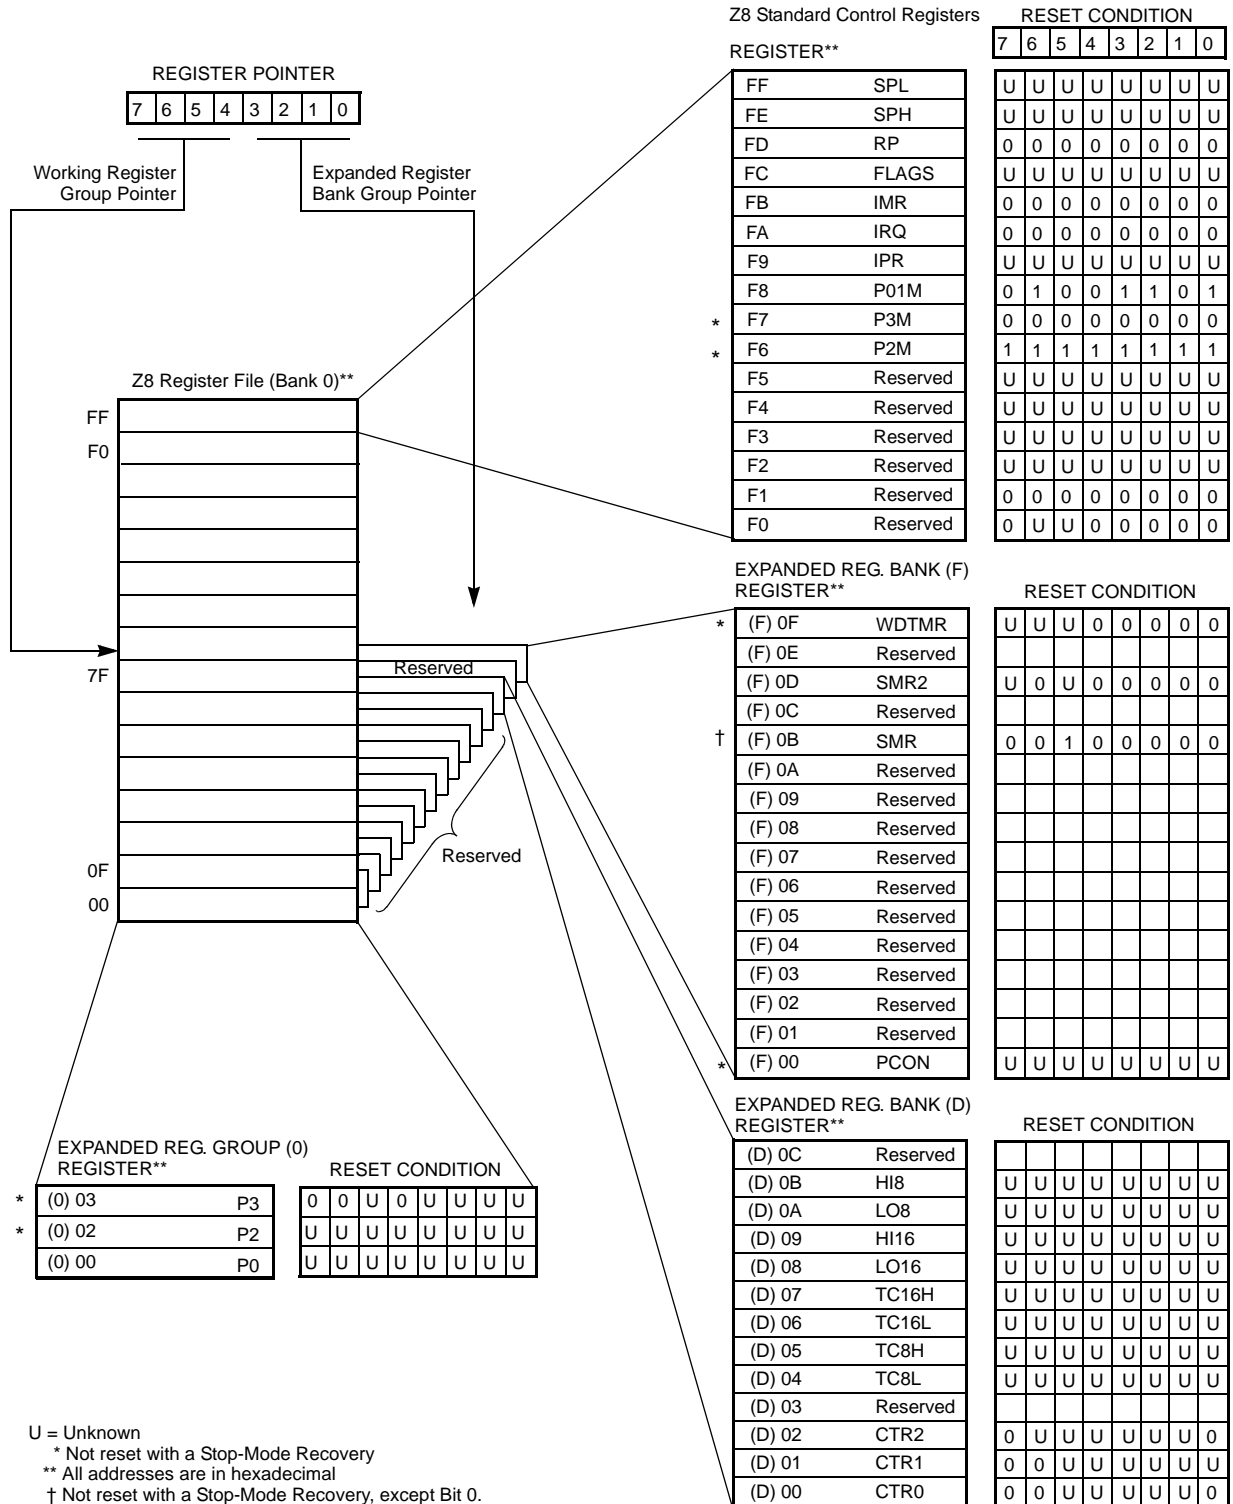 Z8 Standard Control Registers RESET CONDITION
7 6 5 4 3 2 1 0
REGISTER**
FF SPL U U U U U U U U
FE SPH U U U U U U U U
FD RP 0 0 0 0 0 0 0 0
FC FLAGS U U U U U U U U
FB IMR 0 0 0 0 0 0 0 0
FA IRQ 0 0 0 0 0 0 0 0
F9 IPR U U U U U U U U
F8 P01M 0 1 0 0 1 1 0 1
* F7 P3M 0 0 0 0 0 0 0 0
* F6 P2M 1 1 1 1 1 1 1 1
F5 Reserved U U U U U U U U
F4 Reserved U U U U U U U U
F3 Reserved U U U U U U U U
F2 Reserved U U U U U U U U
F1 Reserved 0 0 0 0 0 0 0 0
F0 Reserved 0 U U 0 0 0 0 0
REGISTER POINTER
7 6 5 4 3 2 1 0
Working Register
Group Pointer
Expanded Register
Bank Group Pointer
Z8 Register File (Bank 0)**
FF
F0
7F
0F
00
Reserved
Reserved
EXPANDED REG. BANK (F)
REGISTER** RESET CONDITION
* (F) 0F WDTMR U U U 0 0 0 0 0
(F) 0E Reserved
(F) 0D SMR2 U 0 U 0 0 0 0 0
(F) 0C Reserved
† (F) 0B SMR 0 0 1 0 0 0 0 0
(F) 0A Reserved
(F) 09 Reserved
(F) 08 Reserved
(F) 07 Reserved
(F) 06 Reserved
(F) 05 Reserved
(F) 04 Reserved
(F) 03 Reserved
(F) 02 Reserved
(F) 01 Reserved
* (F) 00 PCON U U U U U U U U
EXPANDED REG. BANK (D)
REGISTER** RESET CONDITION
(D) 0C Reserved
(D) 0B HI8 U U U U U U U U
(D) 0A LO8 U U U U U U U U
(D) 09 HI16 U U U U U U U U
(D) 08 LO16 U U U U U U U U
(D) 07 TC16H U U U U U U U U
(D) 06 TC16L U U U U U U U U
(D) 05 TC8H U U U U U U U U
(D) 04 TC8L U U U U U U U U
(D) 03 Reserved
(D) 02 CTR2 0 U U U U U U 0
(D) 01 CTR1 0 0 U U U U U U
(D) 00 CTR0 0 0 U U U U U 0
EXPANDED REG. GROUP (0)
REGISTER** RESET CONDITION
* (0) 03 P3 0 0 U 0 U U U U
* (0) 02 P2 U U U U U U U U
(0) 00 P0 U U U U U U U U
U = Unknown
* Not reset with a Stop-Mode Recovery
** All addresses are in hexadecimal
† Not reset with a Stop-Mode Recovery, except Bit 0.